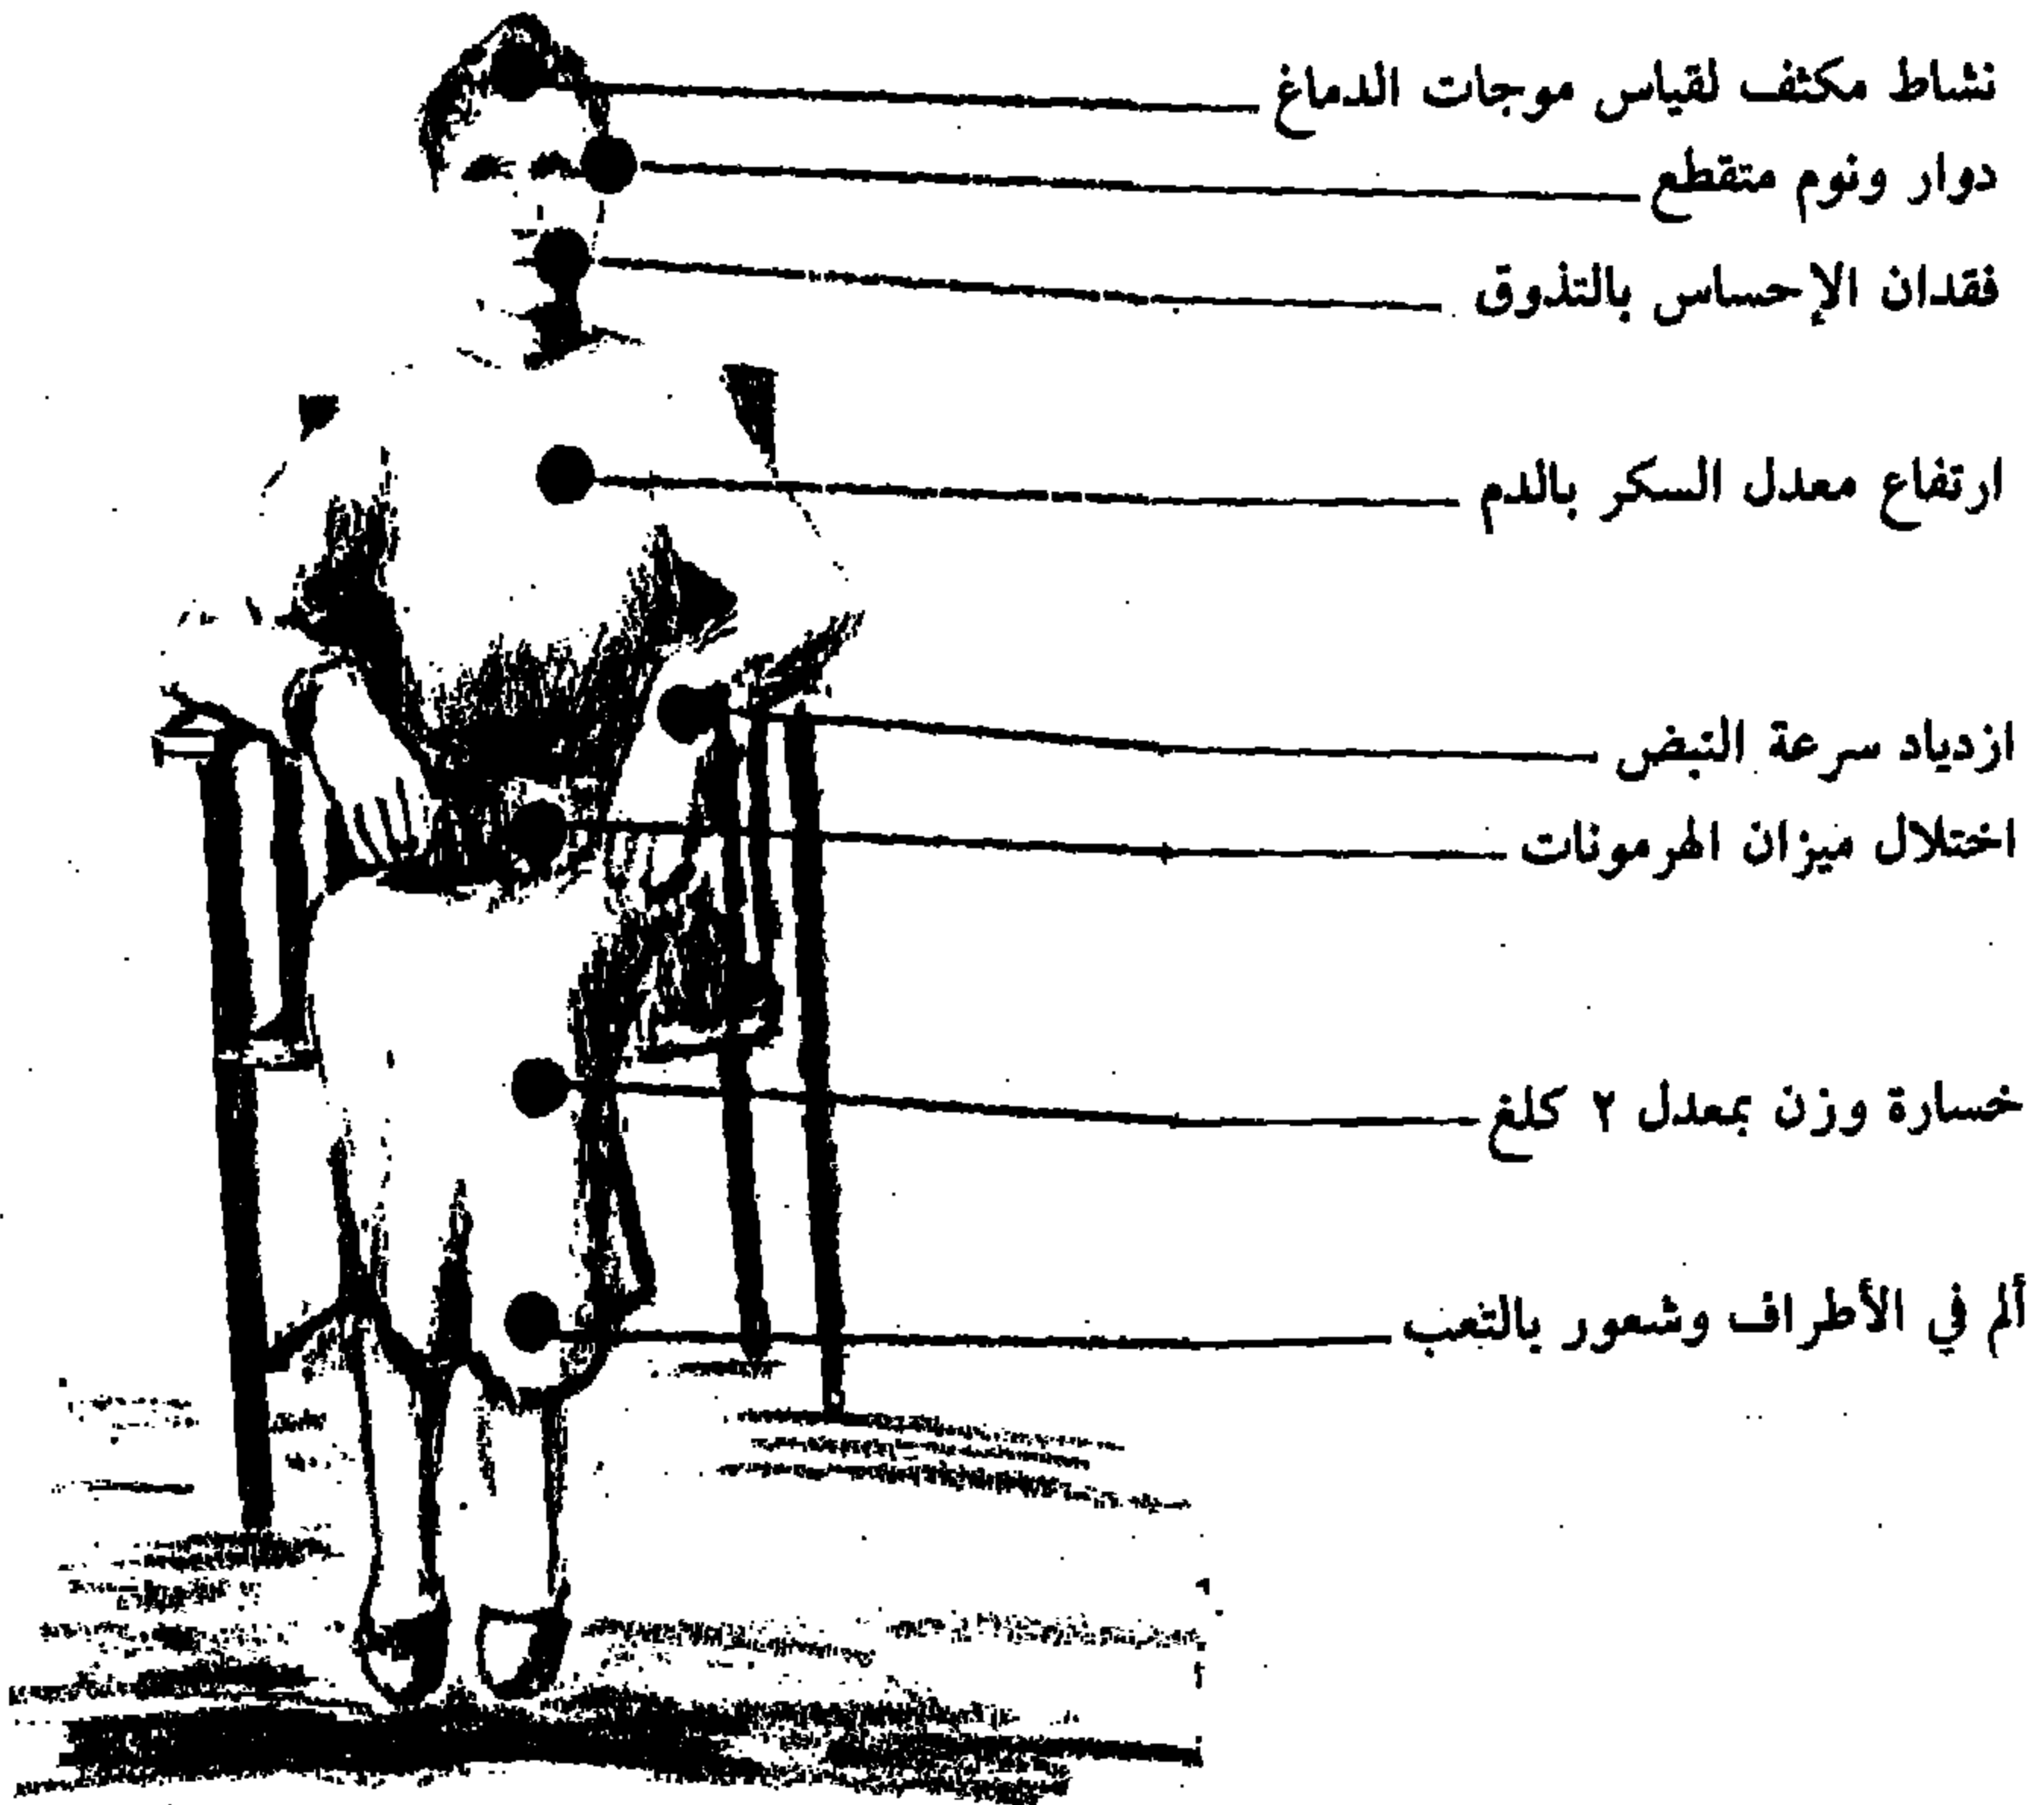 نشاط مكثف لقياس موجات الدماغ
دوار ونوم متقطع
فقدان الإحساس بالتذوق
ارتفاع معدل السكر بالدم
ازدياد سرعة النبض
اختلال ميزان الهرمونات
خسارة وزن بمعدل ٢ كلغ
ألم في الأطراف وشعور بالتعب